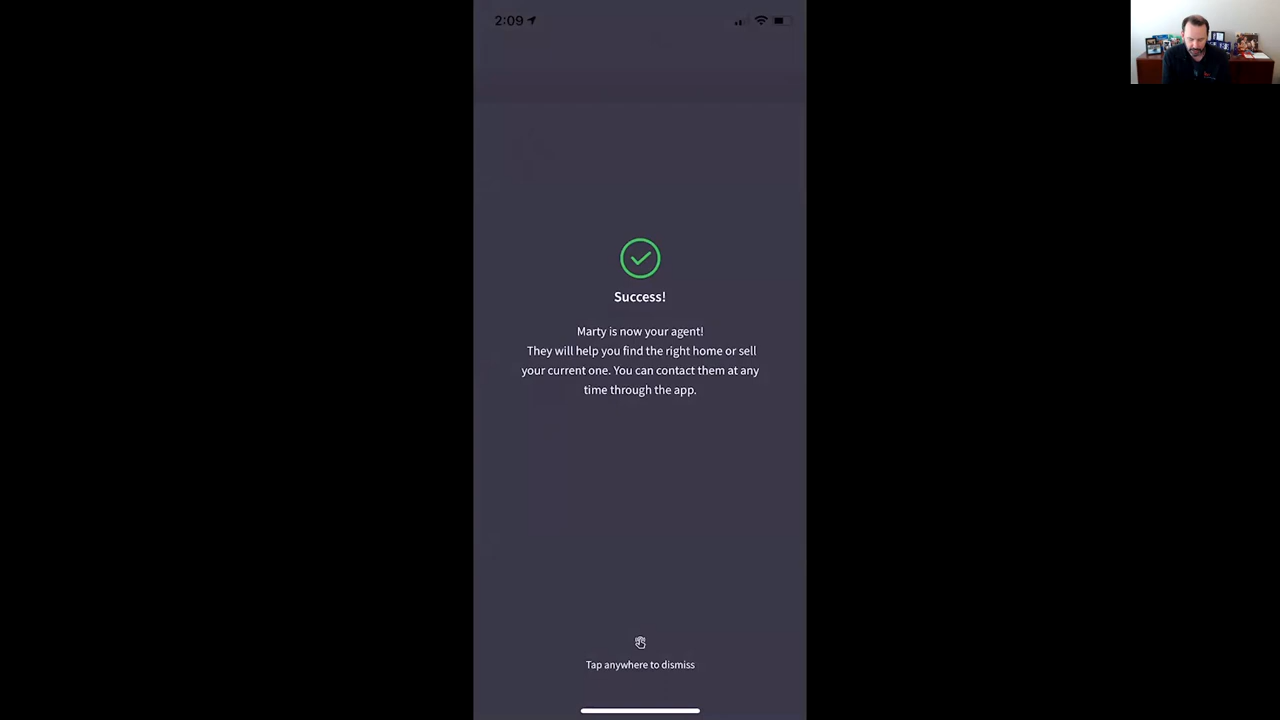 2:09
Success!
Marty is now your agent!
They will help you find the right home or sell
your current one. You can contact them at any
time through the app.
Tap anywhere to dismiss